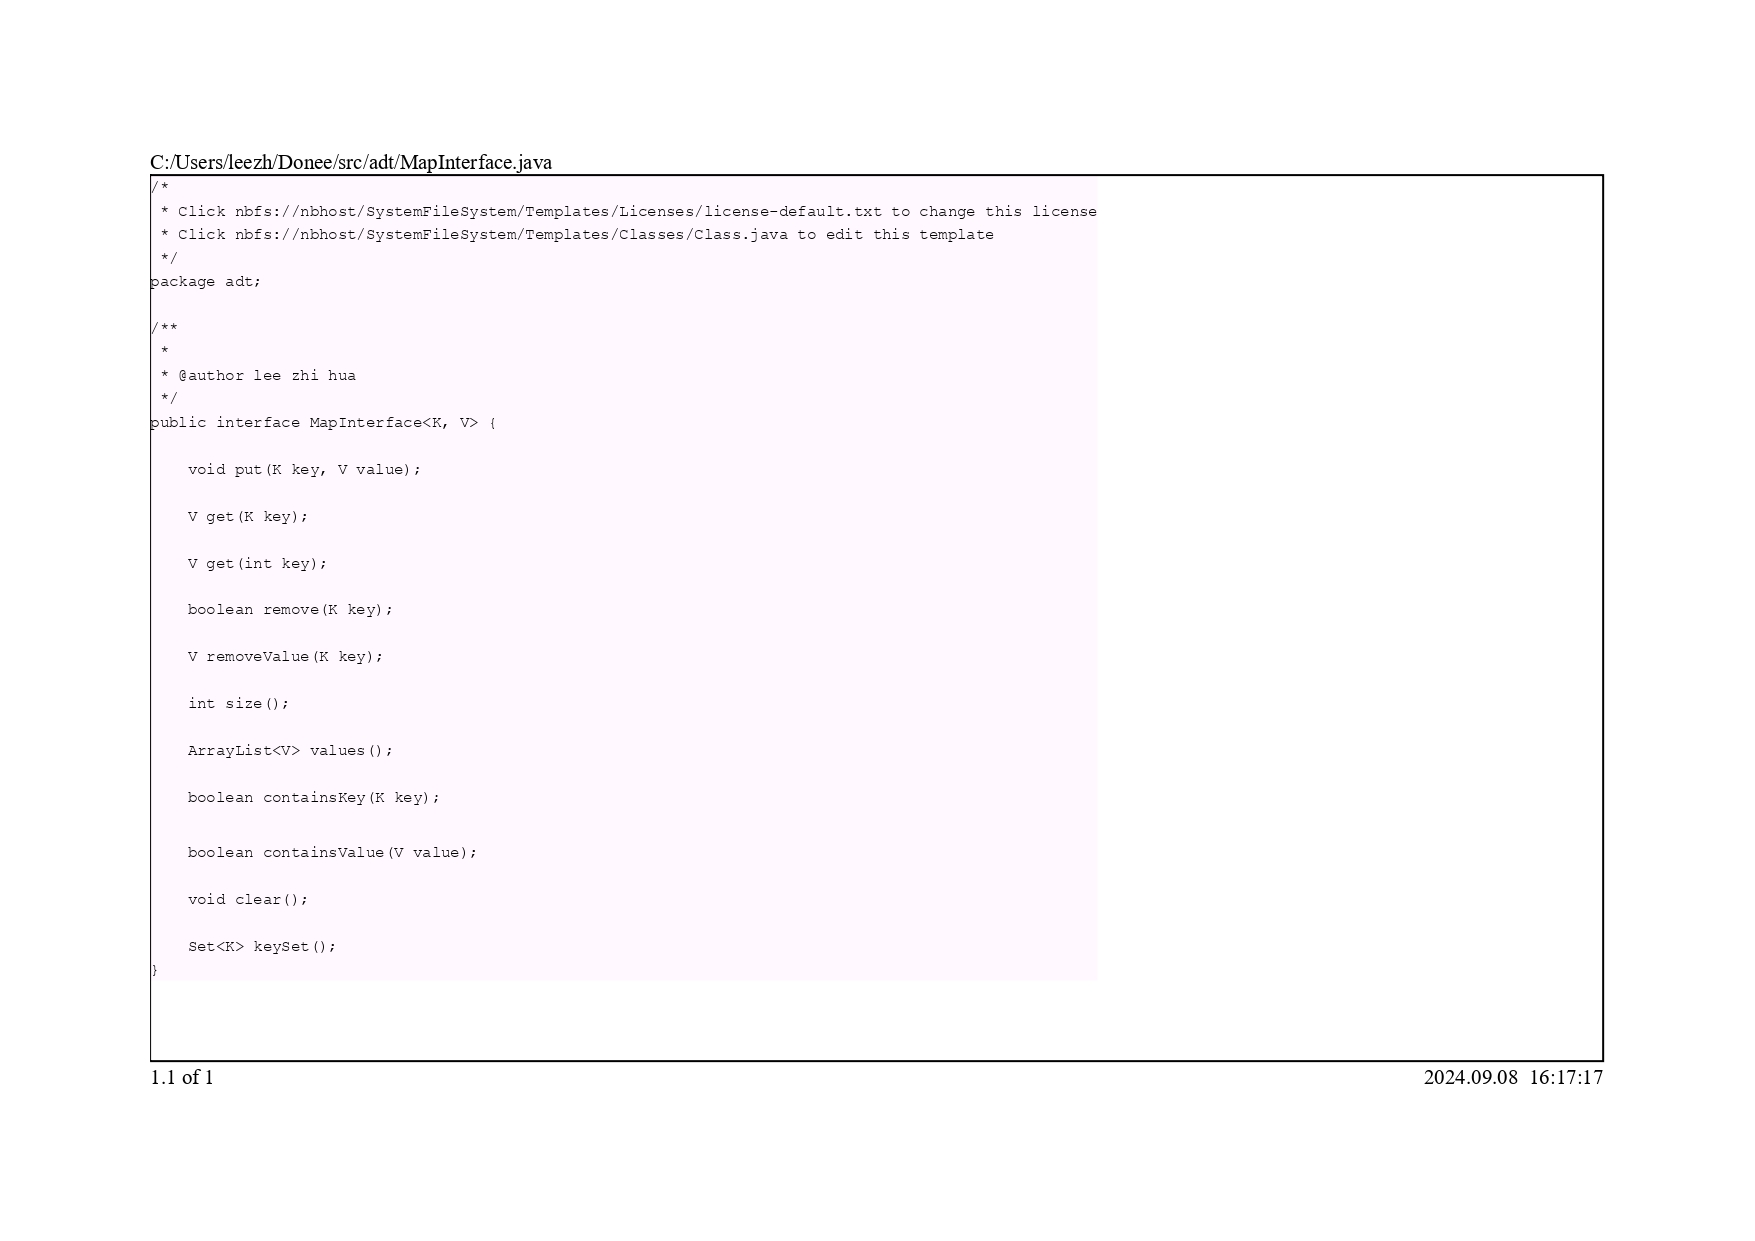 C:/Users/leezh/Donee/src/adt/MapInterface.java
/*
 * Click nbfs://nbhost/SystemFileSystem/Templates/Licenses/license-default.txt to change this license
 * Click nbfs://nbhost/SystemFileSystem/Templates/Classes/Class.java to edit this template
 */
package adt;
/**
 *
 * @author lee zhi hua
 */
public interface MapInterface<K, V> {
    void put(K key, V value);
    V get(K key);
    V get(int key);
    boolean remove(K key);
    V removeValue(K key);
    int size();
    ArrayList<V> values();
    boolean containsKey(K key);
    boolean containsValue(V value);
    void clear();
    Set<K> keySet();
}
1.1 of 1
2024.09.08 16:17:17